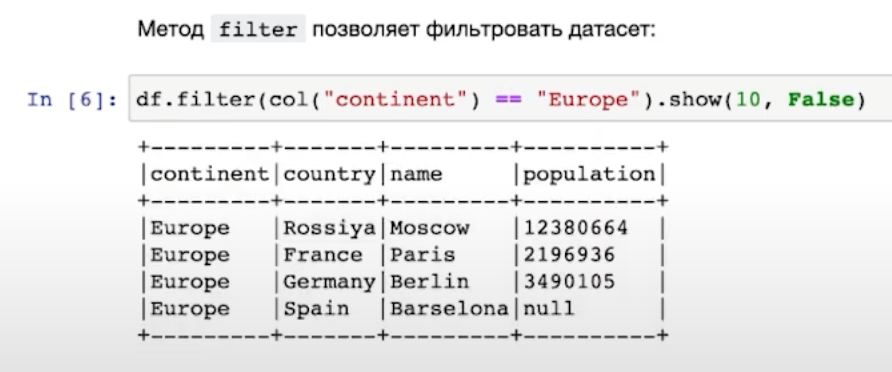 Метод filter позволяет фильтровать датасет:
In [6]: df.filter(col("continent") == "Europe").show(10, False)
+---------+-------+---------+----------+
|continent|country|name     |population|
+---------+-------+---------+----------+
|Europe   |Rossiya|Moscow   |12380664  |
|Europe   |France |Paris    |2196936   |
|Europe   |Germany|Berlin   |3490105   |
|Europe   |Spain  |Barselona|null      |
+---------+-------+---------+----------+